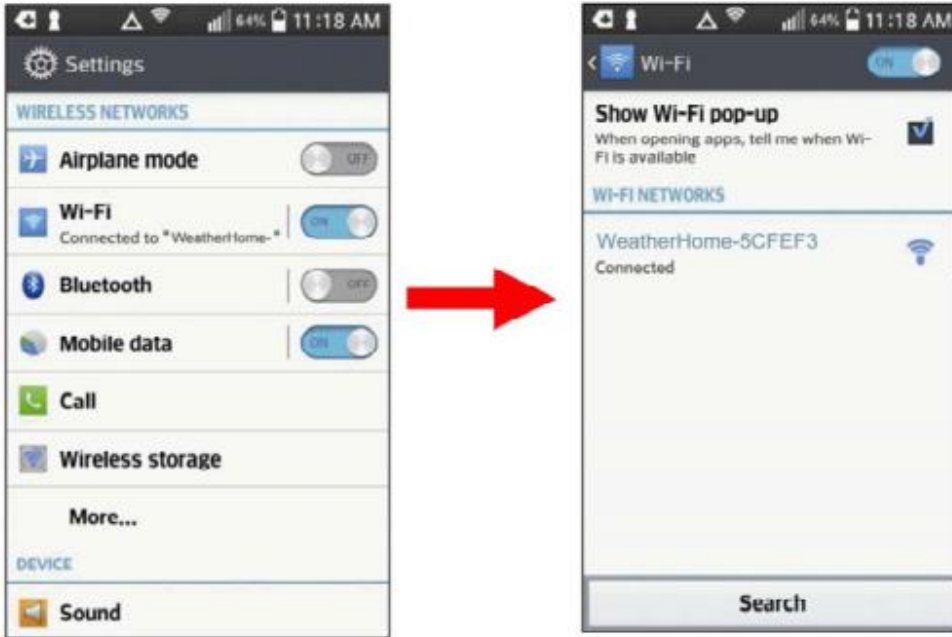 64% 11:18 AM
Settings
WIRELESS NETWORKS
Airplane mode
OFF
Wi-Fi
Connected to "WeatherHome-"
ON
Bluetooth
OFF
Mobile data
ON
Call
Wireless storage
More...
DEVICE
Sound
64% 11:18 AM
Wi-Fi
ON
Show Wi-Fi pop-up
When opening apps, tell me when Wi-
Fi is available
WI-FI NETWORKS
WeatherHome-5CFEF3
Connected
Search